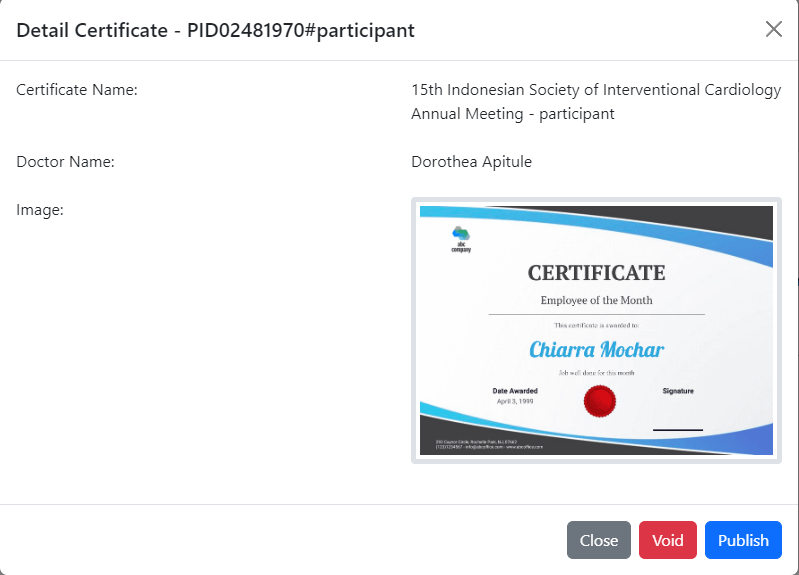 Detail Certificate - PID02481970#participant
Certificate Name:
15th Indonesian Society of Interventional Cardiology
Annual Meeting - participant
Doctor Name:
Dorothea Apitule
Image:
abc
company
CERTIFICATE
Employee of the Month
This certificate is awarded to:
Chiarra Mochar
Job well done for this month
Date Awarded
April 3, 1999
Signature
Close
Void
Publish